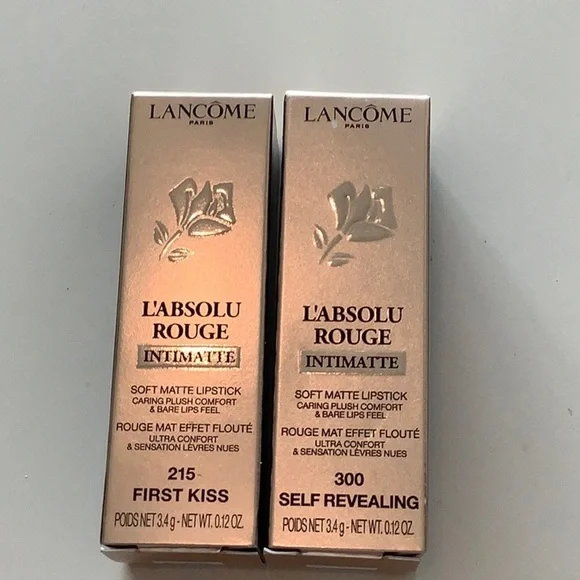 LANCÔME
PARIS
L'ABSOLU
ROUGE
INTIMATTE
SOFT MATTE LIPSTICK
CARING PLUSH COMFORT
& BARE LIPS FEEL
ROUGE MAT EFFET FLOUTÉ
ULTRA CONFORT
& SENSATION LÈVRES NUES
215
FIRST KISS
POIDS NET 3.4 g - NET WT. 0.12 OZ.
LANCÔME
PARIS
L'ABSOLU
ROUGE
INTIMATTE
SOFT MATTE LIPSTICK
CARING PLUSH COMFORT
& BARE LIPS FEEL
ROUGE MAT EFFET FLOUTÉ
ULTRA CONFORT
& SENSATION LÈVRES NUES
300
SELF REVEALING
POIDS NET 3.4 g - NET WT. 0.12 OZ.